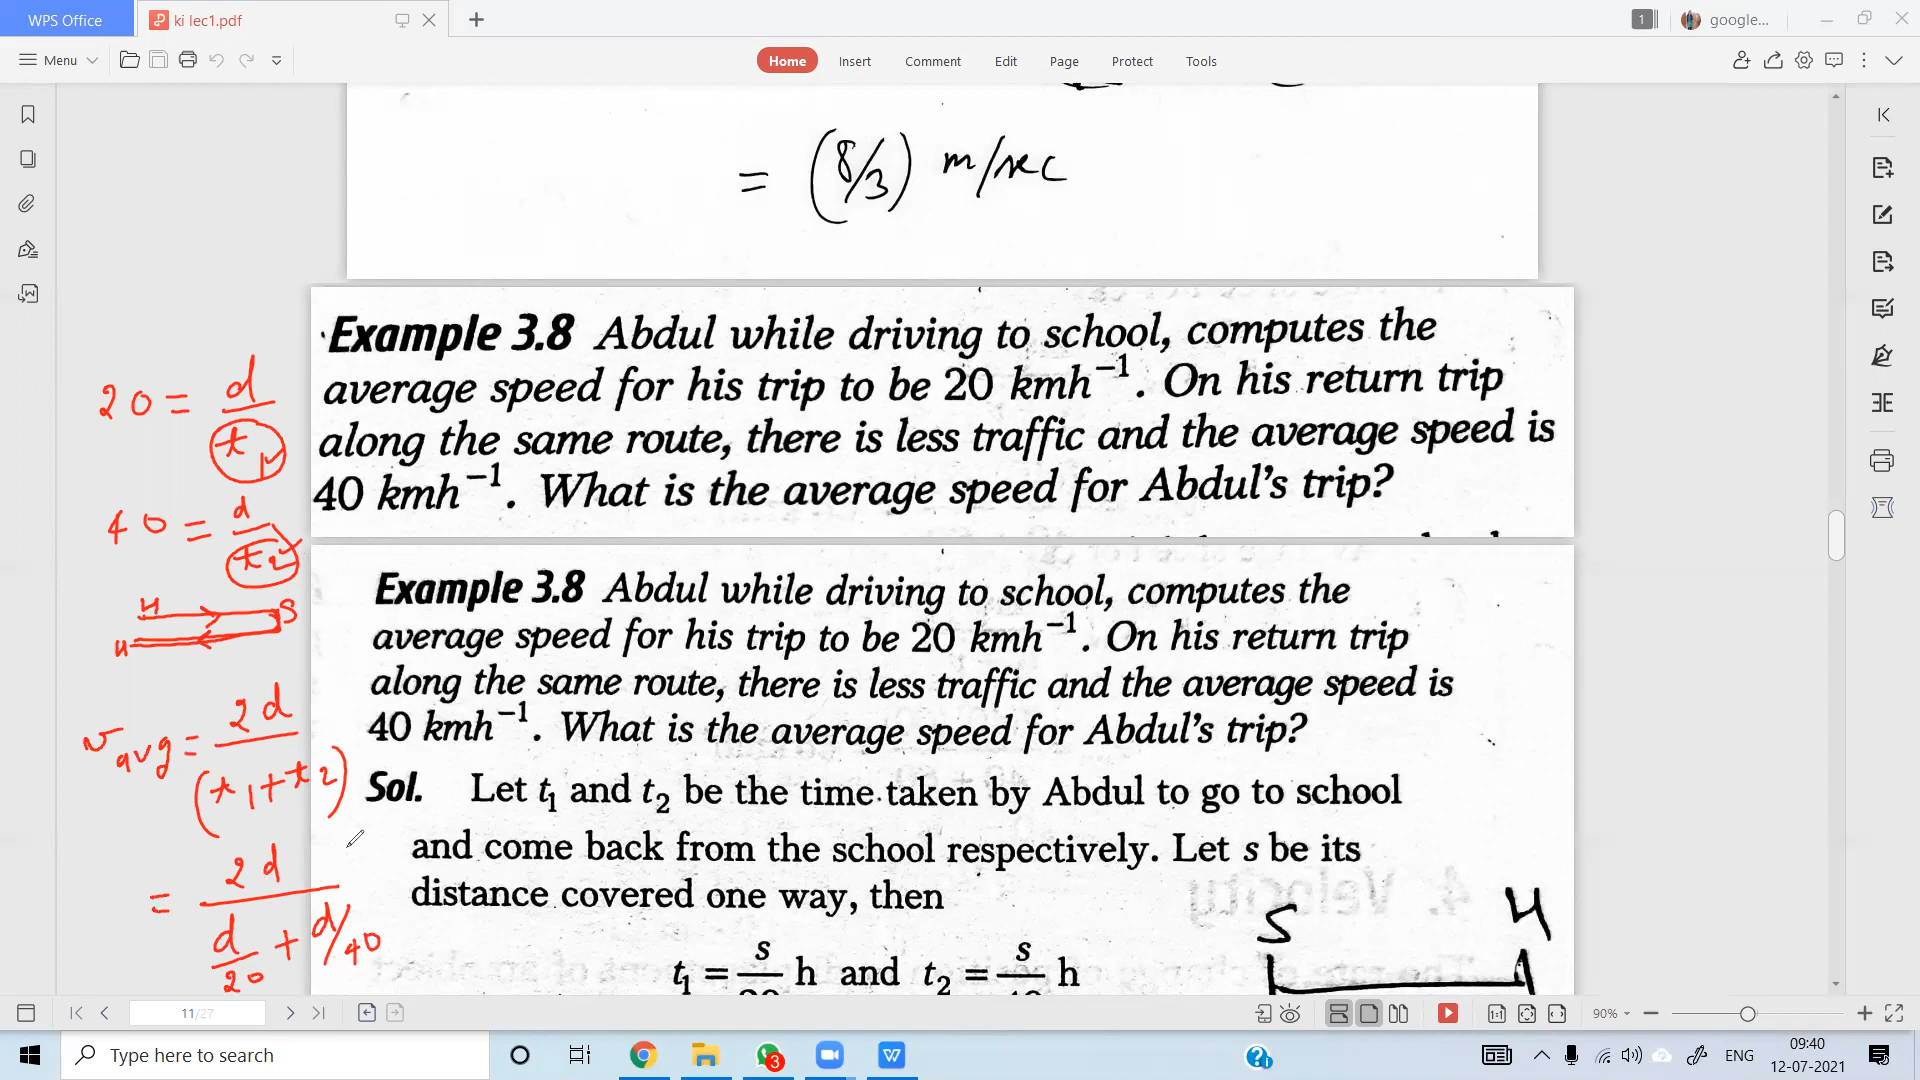 WPS Office
ki lec1.pdf
1
google...
Menu
Home
Insert
Comment
Edit
Page
Protect
Tools
= (8/3) m/sec
Example 3.8 Abdul while driving to school, computes the
average speed for his trip to be 20 kmh⁻¹. On his return trip
along the same route, there is less traffic and the average speed is
40 kmh⁻¹. What is the average speed for Abdul's trip?
20 = d/t₁
40 = d/t₂
H S
H
v avg = 2d/(t₁+t₂)
= 2d/(d/20 + d/40)
Example 3.8 Abdul while driving to school, computes the
average speed for his trip to be 20 kmh⁻¹. On his return trip
along the same route, there is less traffic and the average speed is
40 kmh⁻¹. What is the average speed for Abdul's trip?
Sol. Let t₁ and t₂ be the time taken by Abdul to go to school
and come back from the school respectively. Let s be its
distance covered one way, then
S H
t₁ = s/20 h and t₂ = s/40 h
11/27
90%
Type here to search
3
ENG
09:40
12-07-2021